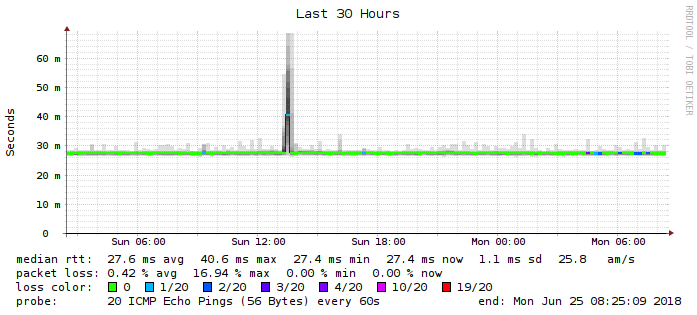 Last 30 Hours
RRDTOOL / TOBI OETIKER
Seconds
60 m
50 m
40 m
30 m
20 m
10 m
0
Sun 06:00 Sun 12:00 Sun 18:00 Mon 00:00 Mon 06:00
median rtt: 27.6 ms avg 40.6 ms max 27.4 ms min 27.4 ms now 1.1 ms sd 25.8 am/s
packet loss: 0.42 % avg 16.94 % max 0.00 % min 0.00 % now
loss color: 0 1/20 2/20 3/20 4/20 10/20 19/20
probe: 20 ICMP Echo Pings (56 Bytes) every 60s end: Mon Jun 25 08:25:09 2018